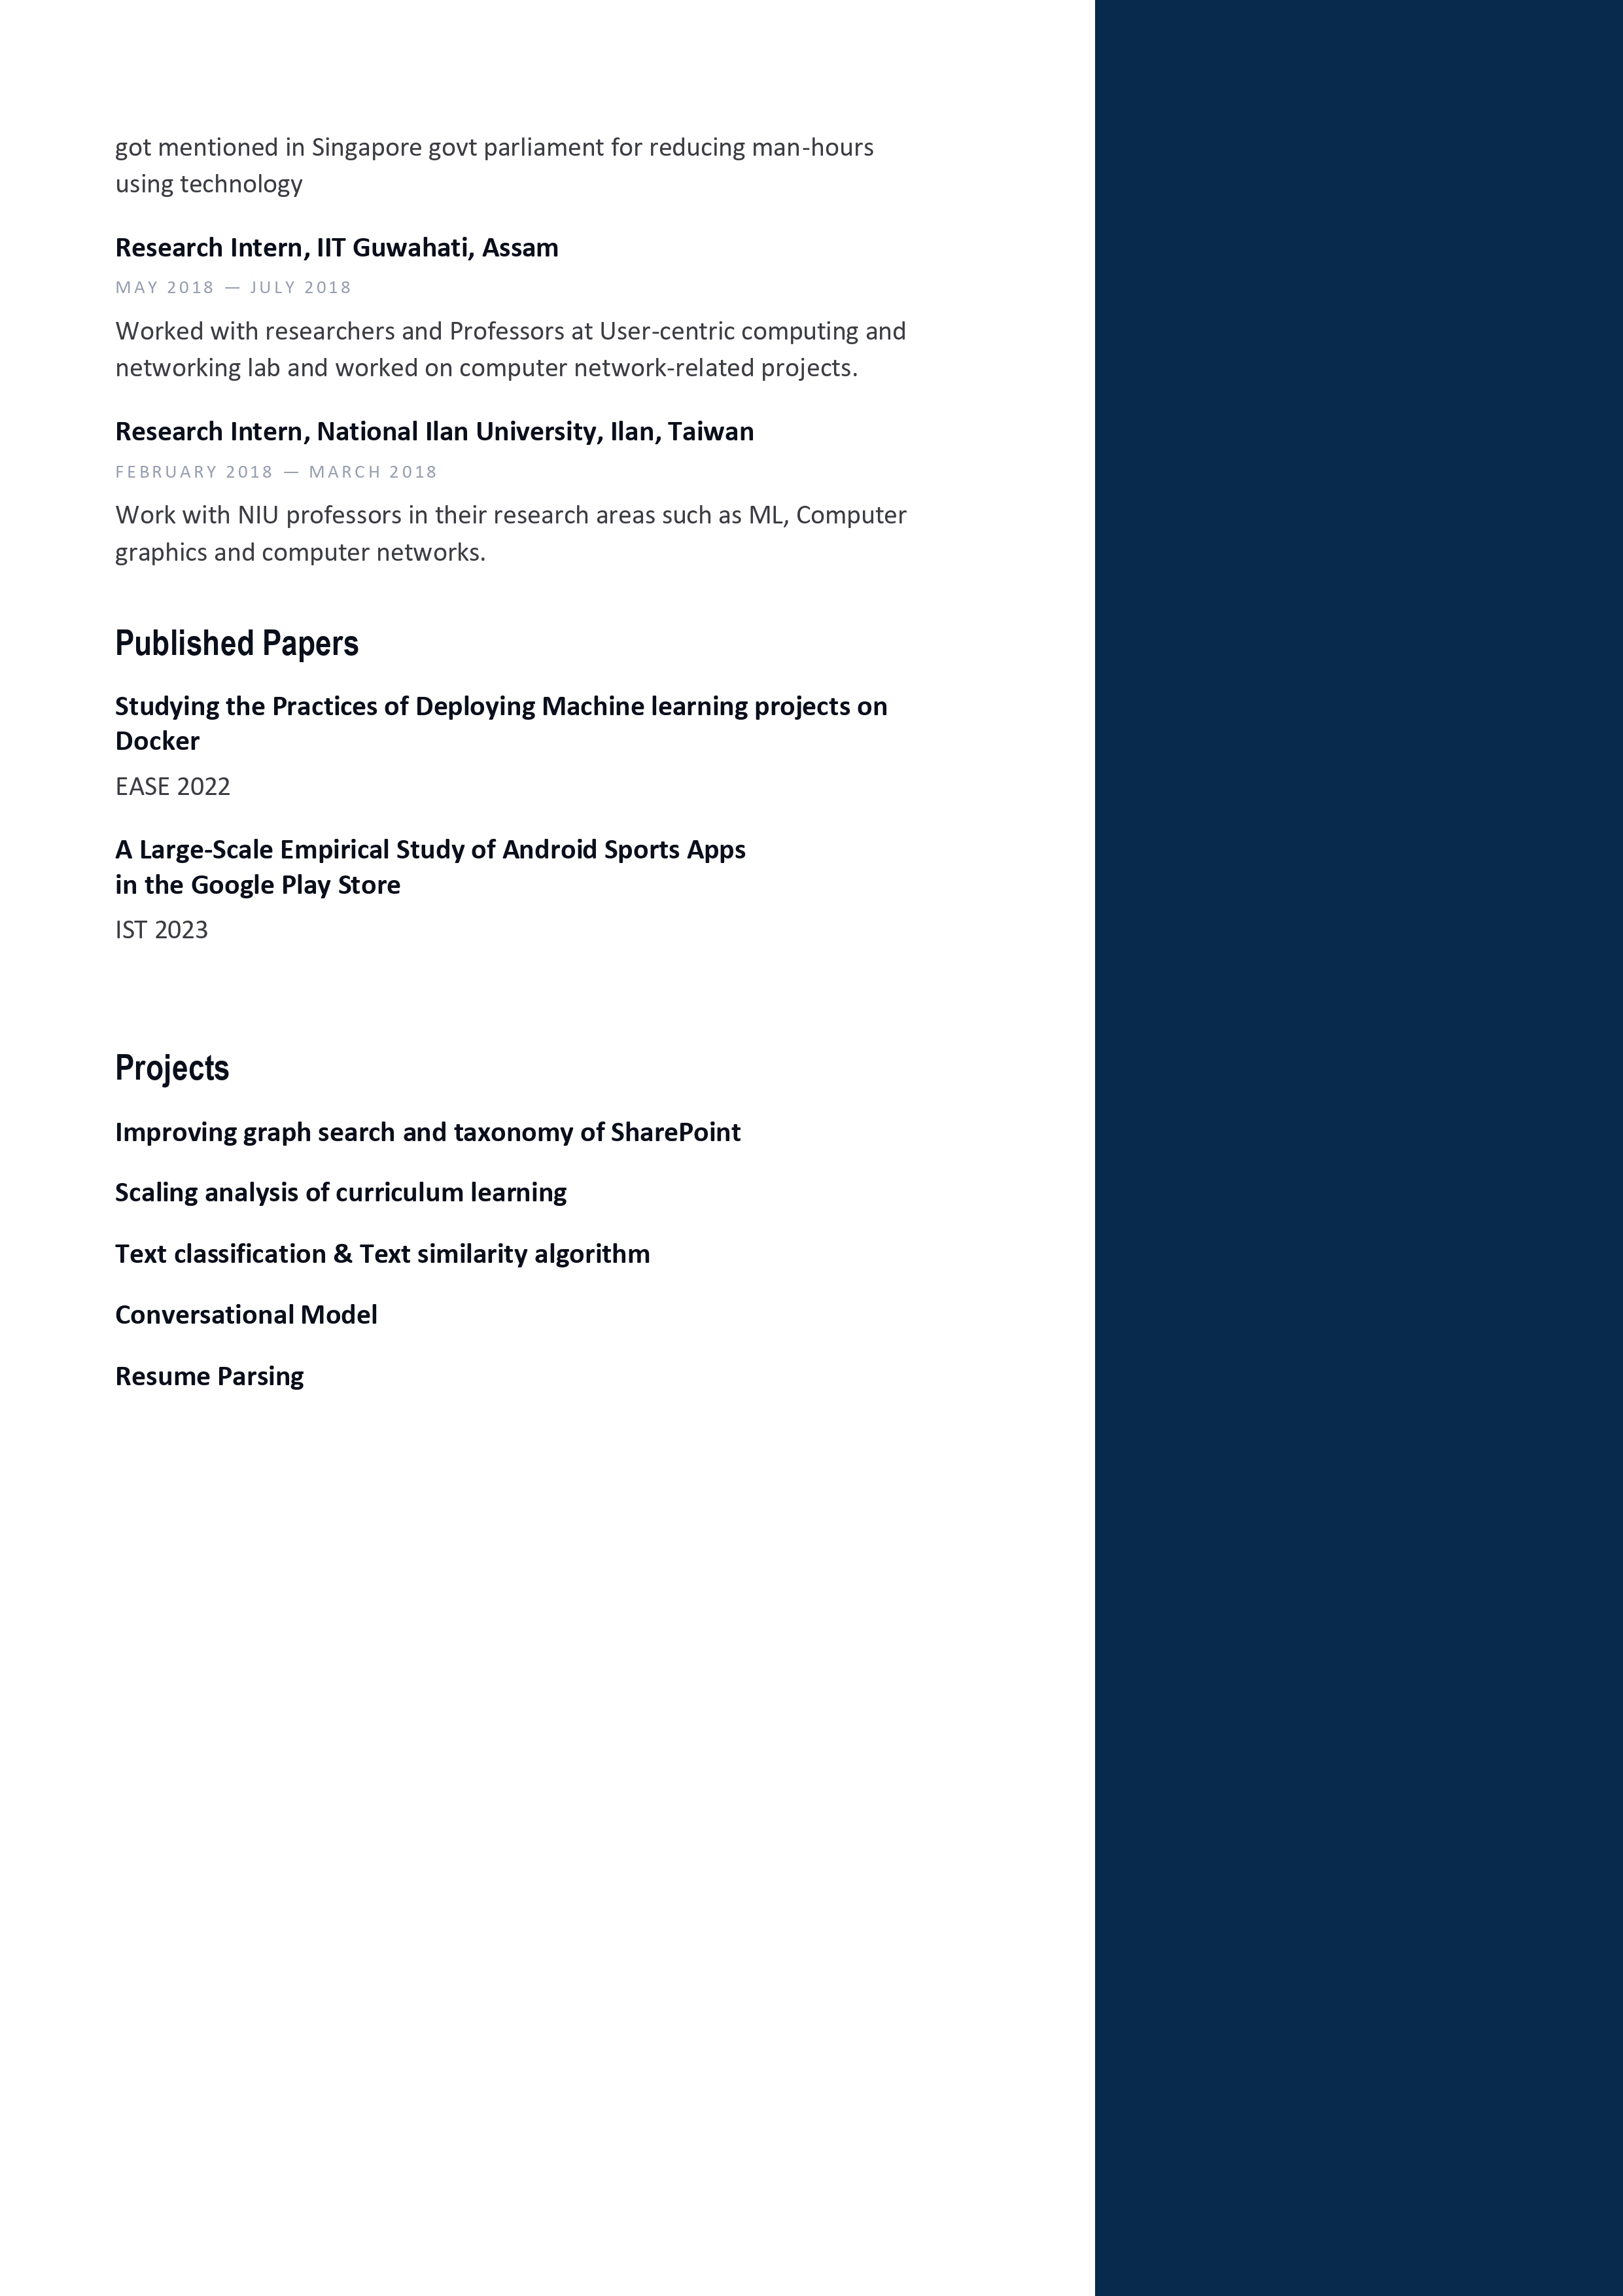 got mentioned in Singapore govt parliament for reducing man-hours
using technology
Research Intern, IIT Guwahati, Assam
MAY 2018 — JULY 2018
Worked with researchers and Professors at User-centric computing and
networking lab and worked on computer network-related projects.
Research Intern, National Ilan University, Ilan, Taiwan
FEBRUARY 2018 — MARCH 2018
Work with NIU professors in their research areas such as ML, Computer
graphics and computer networks.
Published Papers
Studying the Practices of Deploying Machine learning projects on
Docker
EASE 2022
A Large-Scale Empirical Study of Android Sports Apps
in the Google Play Store
IST 2023
Projects
Improving graph search and taxonomy of SharePoint
Scaling analysis of curriculum learning
Text classification & Text similarity algorithm
Conversational Model
Resume Parsing